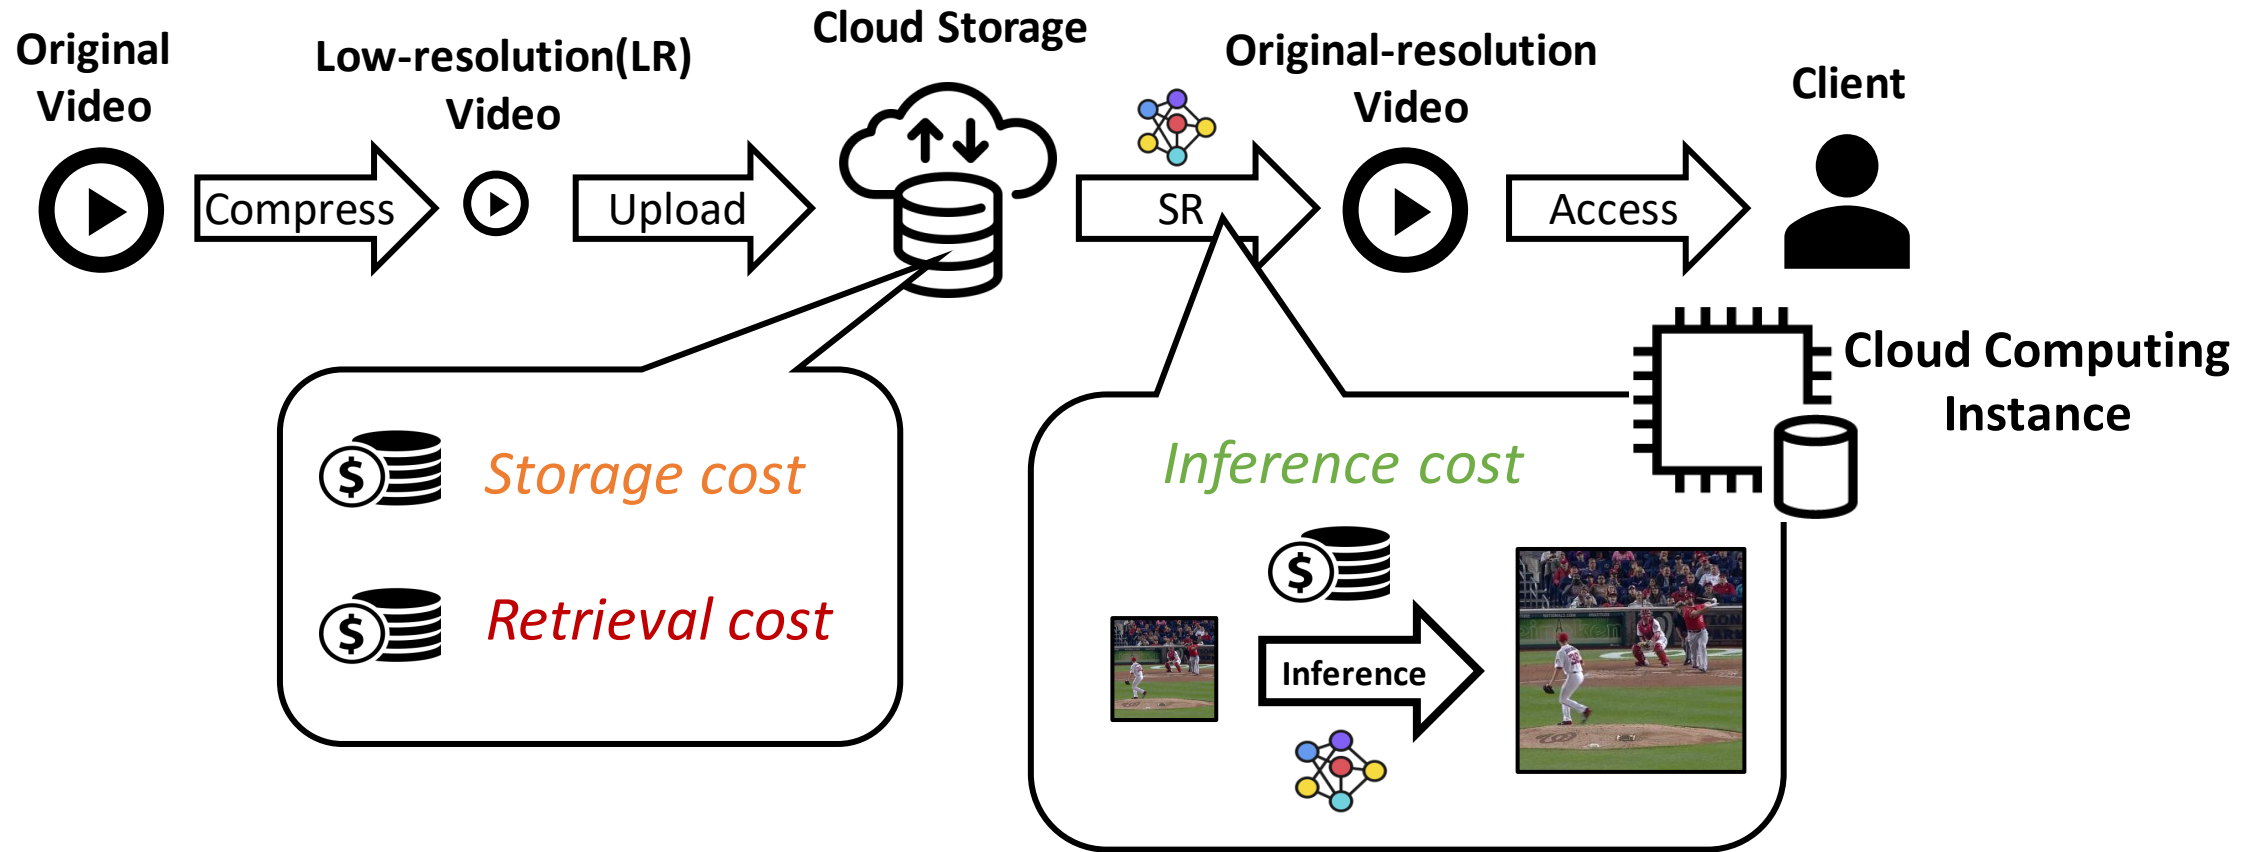 Original
Video
Low-resolution(LR)
Video
Cloud Storage
Original-resolution
Video
Client
Compress
Upload
SR
Access
Cloud Computing
Instance
Storage cost
Retrieval cost
Inference cost
$
$
$
Inference